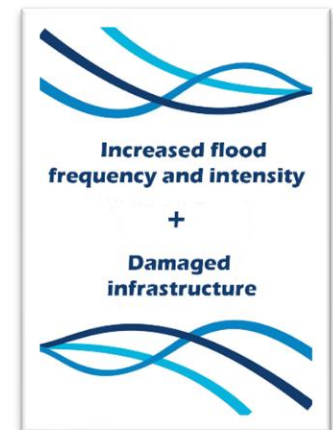 Increased flood
frequency and intensity
+
Damaged
infrastructure